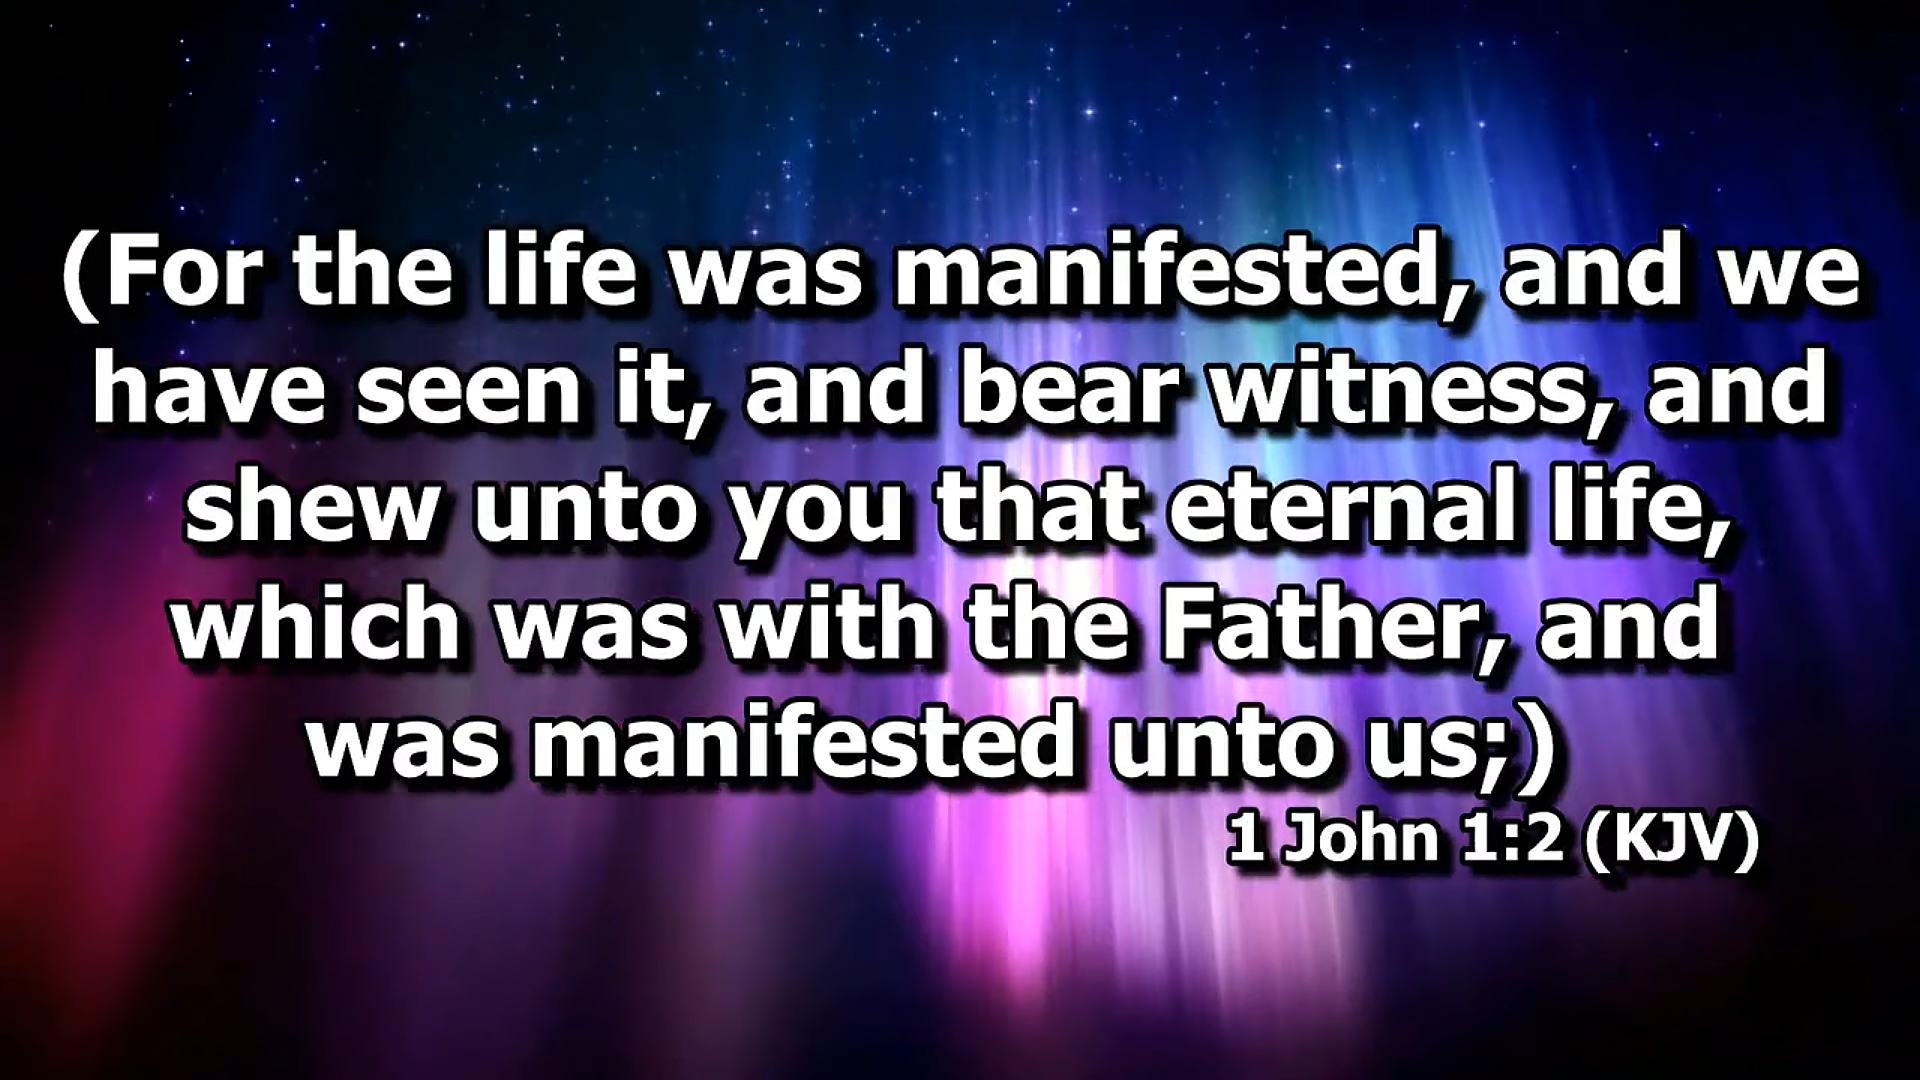 (For the life was manifested, and we
have seen it, and bear witness, and
shew unto you that eternal life,
which was with the Father, and
was manifested unto us;)
1 John 1:2 (KJV)